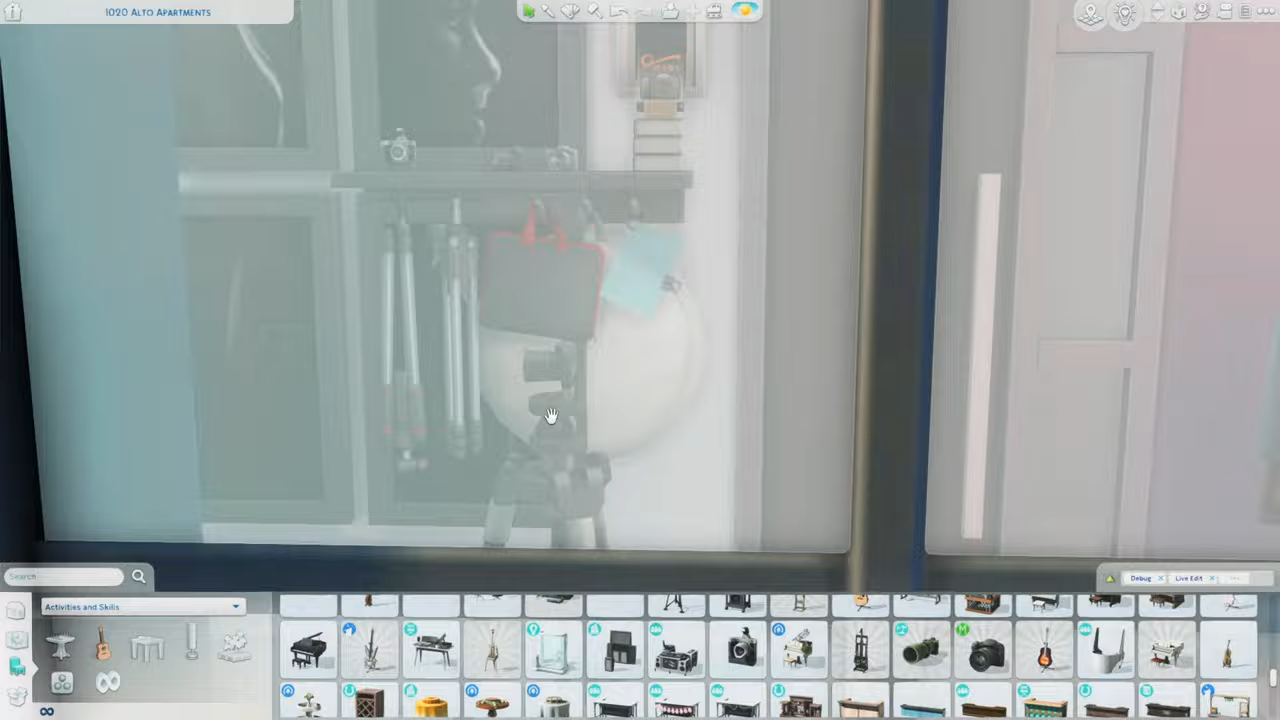 1020 Alto Apartments
Search
Debug
Live Edit
Activities and Skills